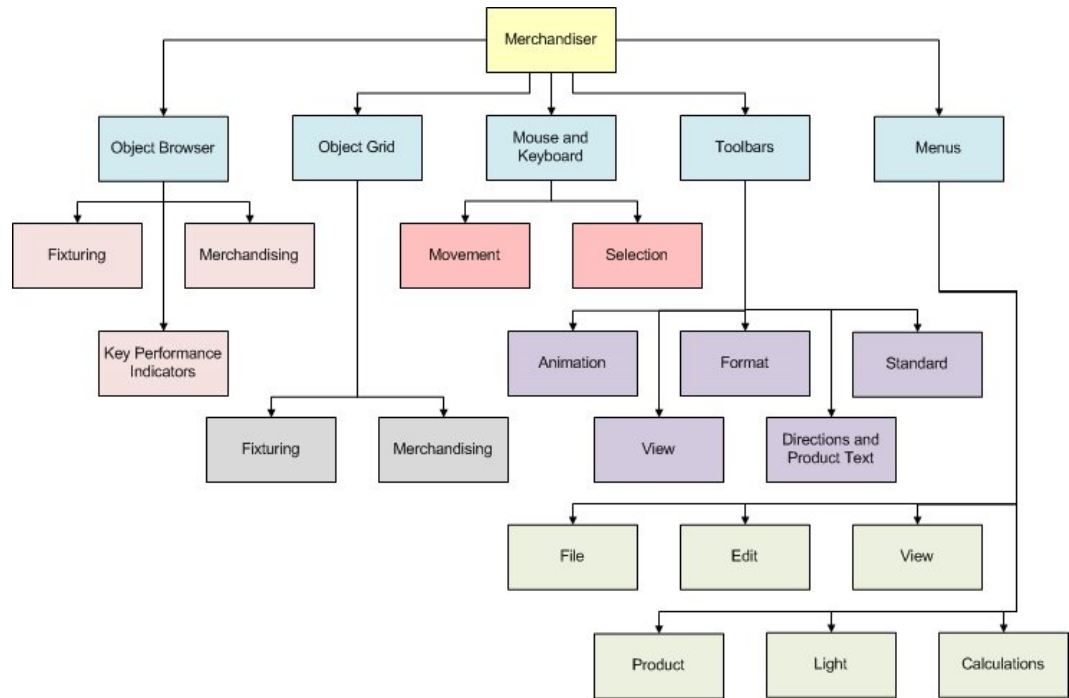 Merchandiser
Object Browser
Object Grid
Mouse and
Keyboard
Toolbars
Menus
Fixturing
Merchandising
Movement
Selection
Key Performance
Indicators
Animation
Format
Standard
Fixturing
Merchandising
View
Directions and
Product Text
File
Edit
View
Product
Light
Calculations